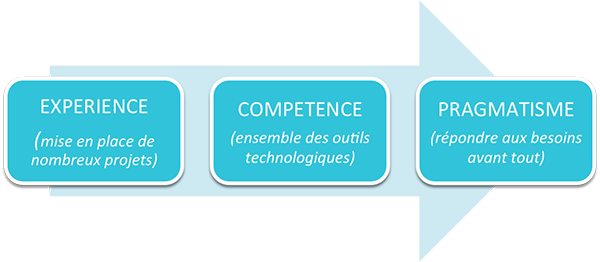 EXPERIENCE
(mise en place de
nombreux projets)
COMPETENCE
(ensemble des outils
technologiques)
PRAGMATISME
(répondre aux besoins
avant tout)